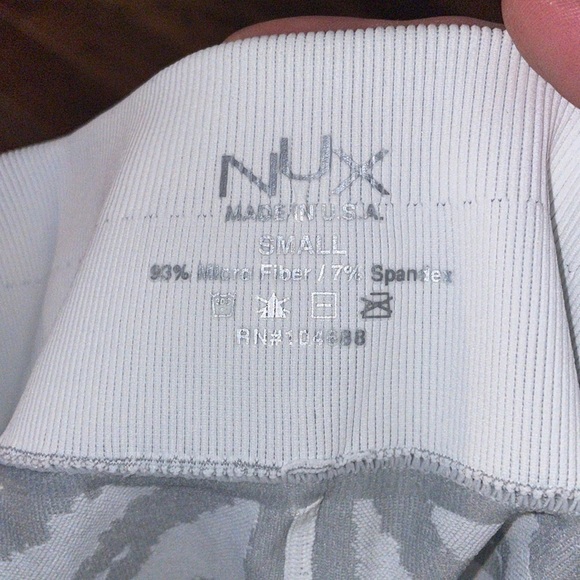 NUX
MADE IN U.S.A.
SMALL
93% Micro Fiber / 7% Spandex